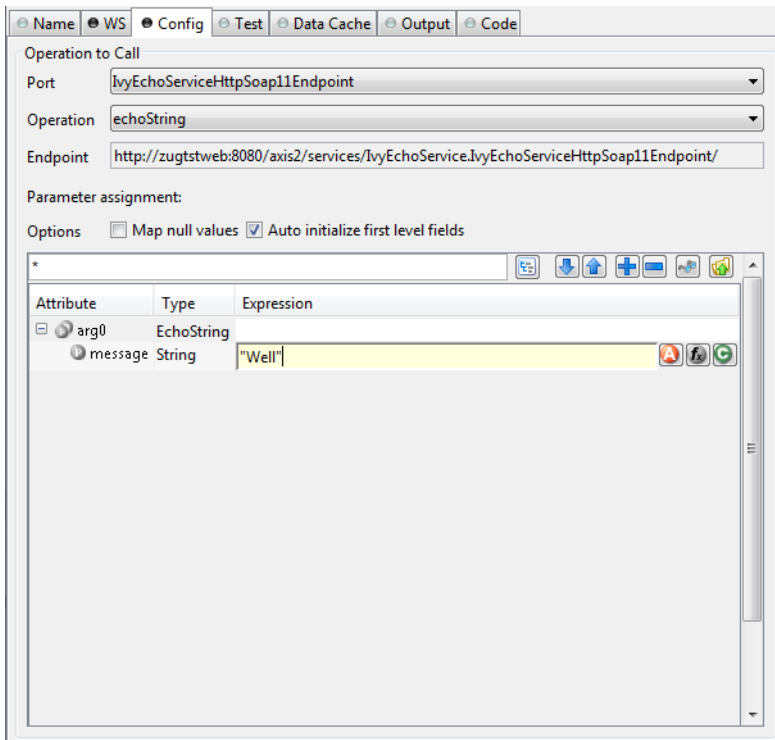 Name WS Config Test Data Cache Output Code
Operation to Call
Port IvyEchoServiceHttpSoap11Endpoint
Operation echoString
Endpoint http://zugtstweb:8080/axis2/services/IvyEchoService.IvyEchoServiceHttpSoap11Endpoint/
Parameter assignment:
Options Map null values Auto initialize first level fields
*
Attribute Type Expression
arg0 EchoString
P message String "Well" A fx C